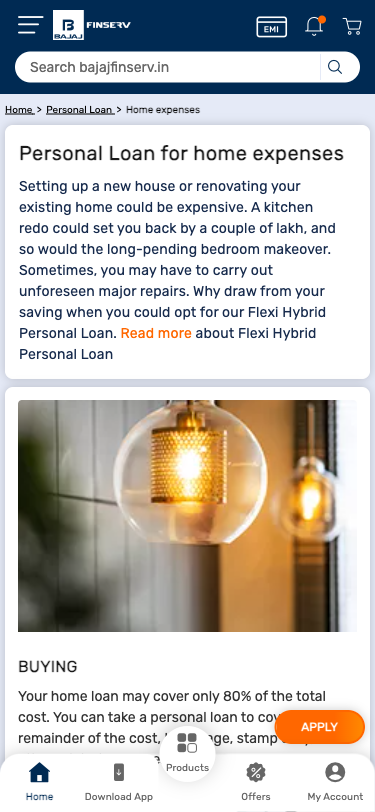 B
BAJAJ
FINSERV
EMI
Search bajajfinserv.in
Home > Personal Loan > Home expenses
Personal Loan for home expenses
Setting up a new house or renovating your
existing home could be expensive. A kitchen
redo could set you back by a couple of lakh, and
so would the long-pending bedroom makeover.
Sometimes, you may have to carry out
unforeseen major repairs. Why draw from your
saving when you could opt for our Flexi Hybrid
Personal Loan. Read more about Flexi Hybrid
Personal Loan
BUYING
Your home loan may cover only 80% of the total
cost. You can take a personal loan to
APPLY
remainder of the cost, stamp
Home
Download App
Products
Offers
My Account